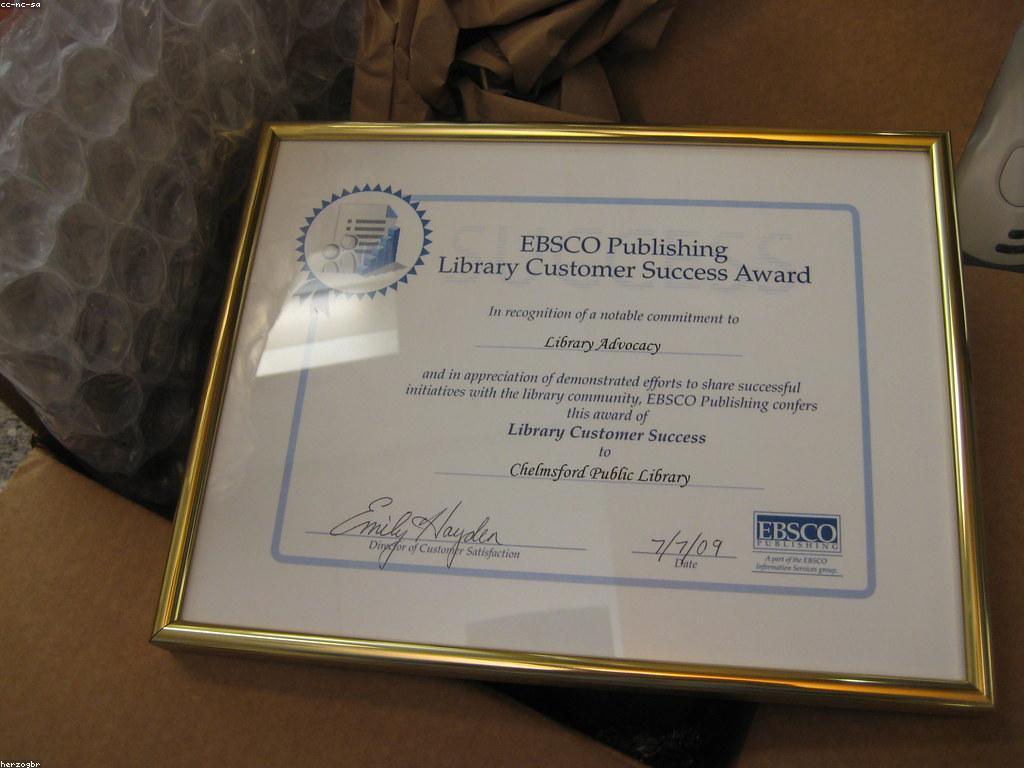 cc-nc-sa
SUCCESS
EBSCO Publishing
Library Customer Success Award
In recognition of a notable commitment to
Library Advocacy
and in appreciation of demonstrated efforts to share successful
initiatives with the library community, EBSCO Publishing confers
this award of
Library Customer Success
to
Chelmsford Public Library
Emily Hayden
Director of Customer Satisfaction
7/7/09
Date
EBSCO
PUBLISHING
A part of the EBSCO
Information Services group.
herzogbr